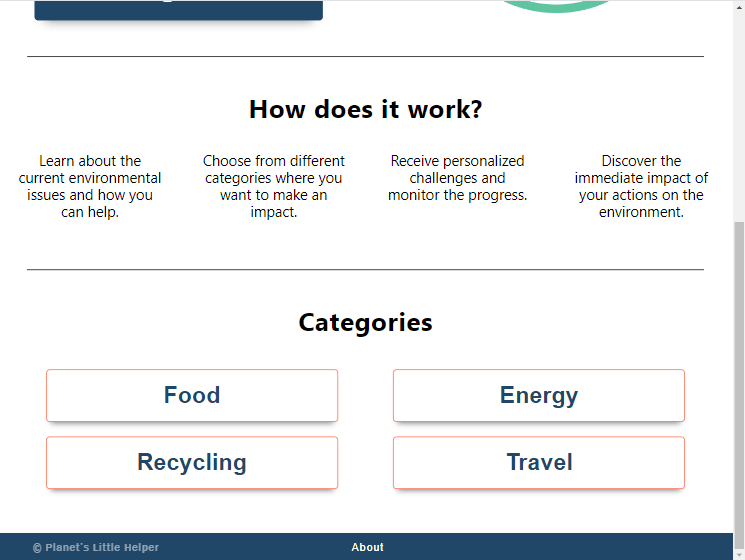 How does it work?
Learn about the
current environmental
issues and how you
can help.
Choose from different
categories where you
want to make an
impact.
Receive personalized
challenges and
monitor the progress.
Discover the
immediate impact of
your actions on the
environment.
Categories
Food
Energy
Recycling
Travel
© Planet's Little Helper
About